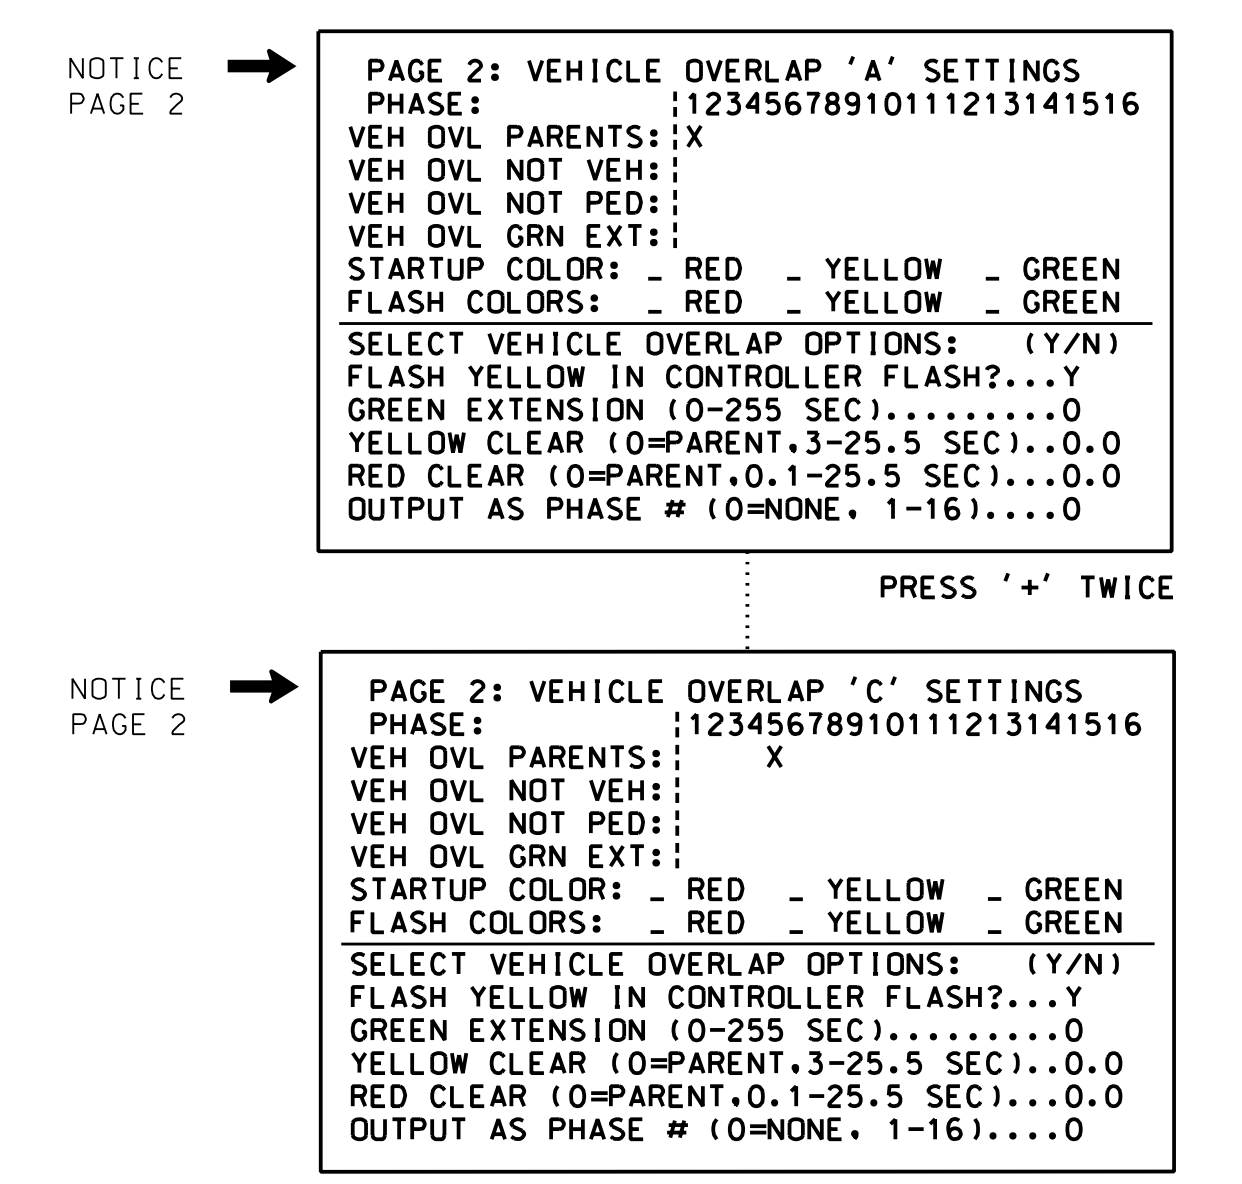 NOTICE
PAGE 2
PAGE 2: VEHICLE OVERLAP 'A' SETTINGS
PHASE: ¦12345678910111213141516
VEH OVL PARENTS:¦X
VEH OVL NOT VEH:¦
VEH OVL NOT PED:¦
VEH OVL GRN EXT:¦
STARTUP COLOR: _ RED _ YELLOW _ GREEN
FLASH COLORS: _ RED _ YELLOW _ GREEN
SELECT VEHICLE OVERLAP OPTIONS: (Y/N)
FLASH YELLOW IN CONTROLLER FLASH?...Y
GREEN EXTENSION (0-255 SEC).........0
YELLOW CLEAR (0=PARENT,3-25.5 SEC)..0.0
RED CLEAR (0=PARENT,0.1-25.5 SEC)...0.0
OUTPUT AS PHASE # (0=NONE, 1-16)....0
PRESS '+' TWICE
NOTICE
PAGE 2
PAGE 2: VEHICLE OVERLAP 'C' SETTINGS
PHASE: ¦12345678910111213141516
VEH OVL PARENTS:¦    X
VEH OVL NOT VEH:¦
VEH OVL NOT PED:¦
VEH OVL GRN EXT:¦
STARTUP COLOR: _ RED _ YELLOW _ GREEN
FLASH COLORS: _ RED _ YELLOW _ GREEN
SELECT VEHICLE OVERLAP OPTIONS: (Y/N)
FLASH YELLOW IN CONTROLLER FLASH?...Y
GREEN EXTENSION (0-255 SEC).........0
YELLOW CLEAR (0=PARENT,3-25.5 SEC)..0.0
RED CLEAR (0=PARENT,0.1-25.5 SEC)...0.0
OUTPUT AS PHASE # (0=NONE, 1-16)....0